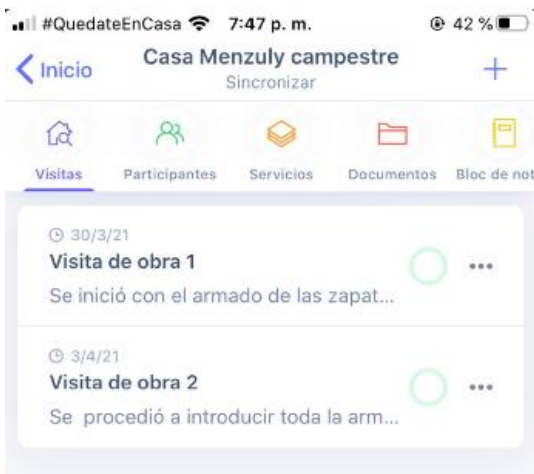 #QuedateEnCasa 7:47 p. m. 42 %
Inicio Casa Menzuly campestre
Sincronizar
Visitas Participantes Servicios Documentos Bloc de not
30/3/21
Visita de obra 1
Se inició con el armado de las zapat...
3/4/21
Visita de obra 2
Se procedió a introducir toda la arm...